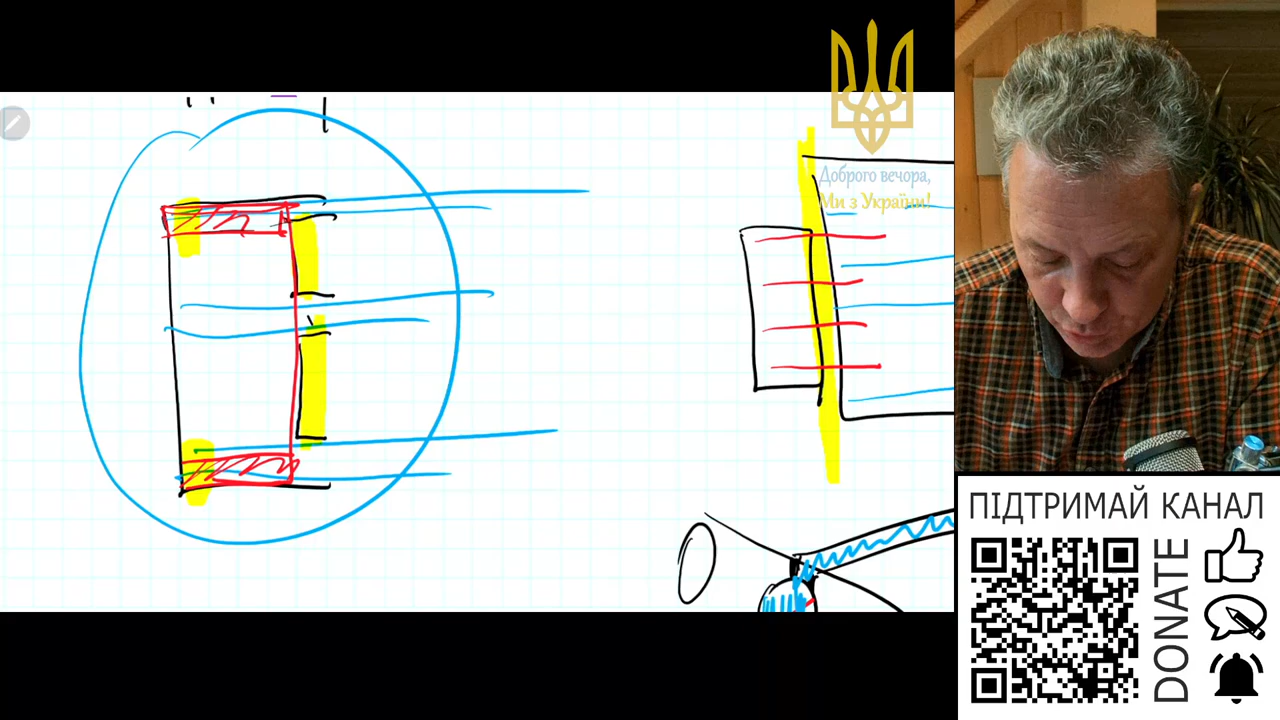 Доброго вечора,
Ми з України!
ПІДТРИМАЙ КАНАЛ
DONATE